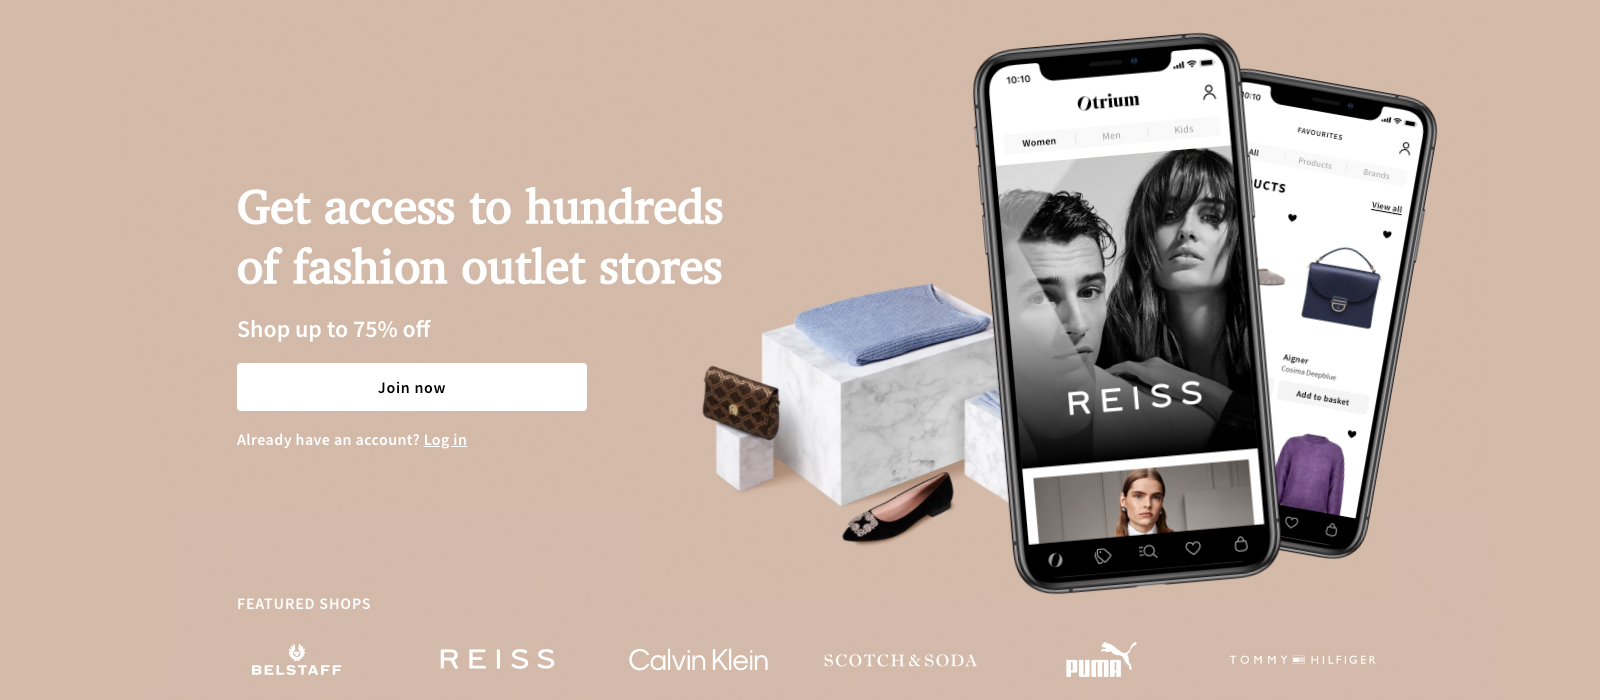 Get access to hundreds
of fashion outlet stores
Shop up to 75% off
Join now
Already have an account? Log in
10:10
Otrium
Women Men Kids
REISS
10:10
FAVOURITES
All Products Brands
UCTS
View all
Aigner
Cosima Deepblue
Add to basket
FEATURED SHOPS
BELSTAFF
REISS
Calvin Klein
SCOTCH & SODA
PUMA
TOMMY HILFIGER